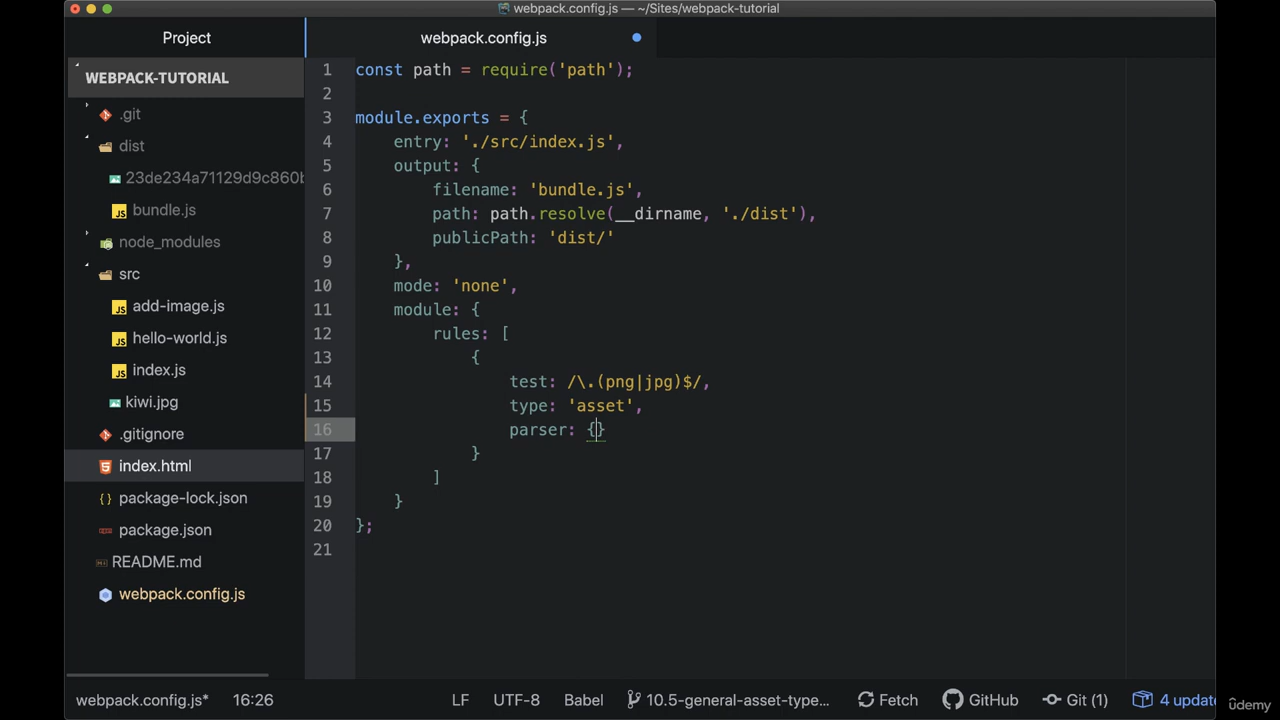 webpack.config.js — ~/Sites/webpack-tutorial
Project
webpack.config.js
WEBPACK-TUTORIAL
.git
dist
23de234a71129d9c860b
bundle.js
node_modules
src
add-image.js
hello-world.js
index.js
kiwi.jpg
.gitignore
index.html
package-lock.json
package.json
README.md
webpack.config.js
1 const path = require('path');
2
3 module.exports = {
4 entry: './src/index.js',
5 output: {
6 filename: 'bundle.js',
7 path: path.resolve(__dirname, './dist'),
8 publicPath: 'dist/'
9 },
10 mode: 'none',
11 module: {
12 rules: [
13 {
14 test: /\.(png|jpg)$/,
15 type: 'asset',
16 parser: {}
17 }
18 ]
19 }
20 };
21
webpack.config.js* 16:26 LF UTF-8 Babel 10.5-general-asset-type... Fetch GitHub Git (1) 4 update
ûdemy